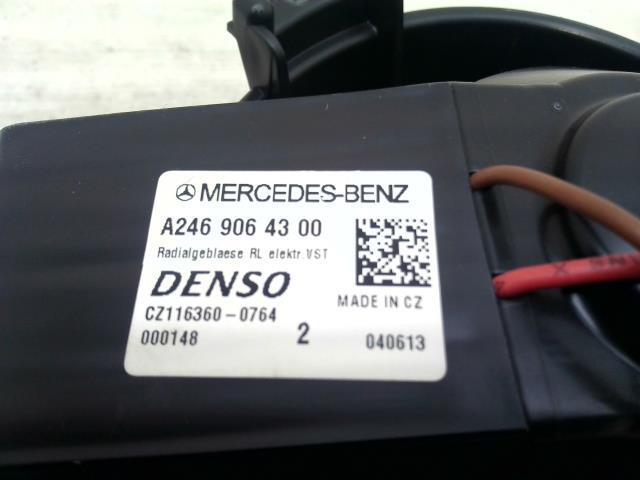 MERCEDES-BENZ
A246 906 43 00
Radialgeblaese RL elektr.VST
DENSO
MADE IN CZ
CZ116360-0764
000148 2 040613